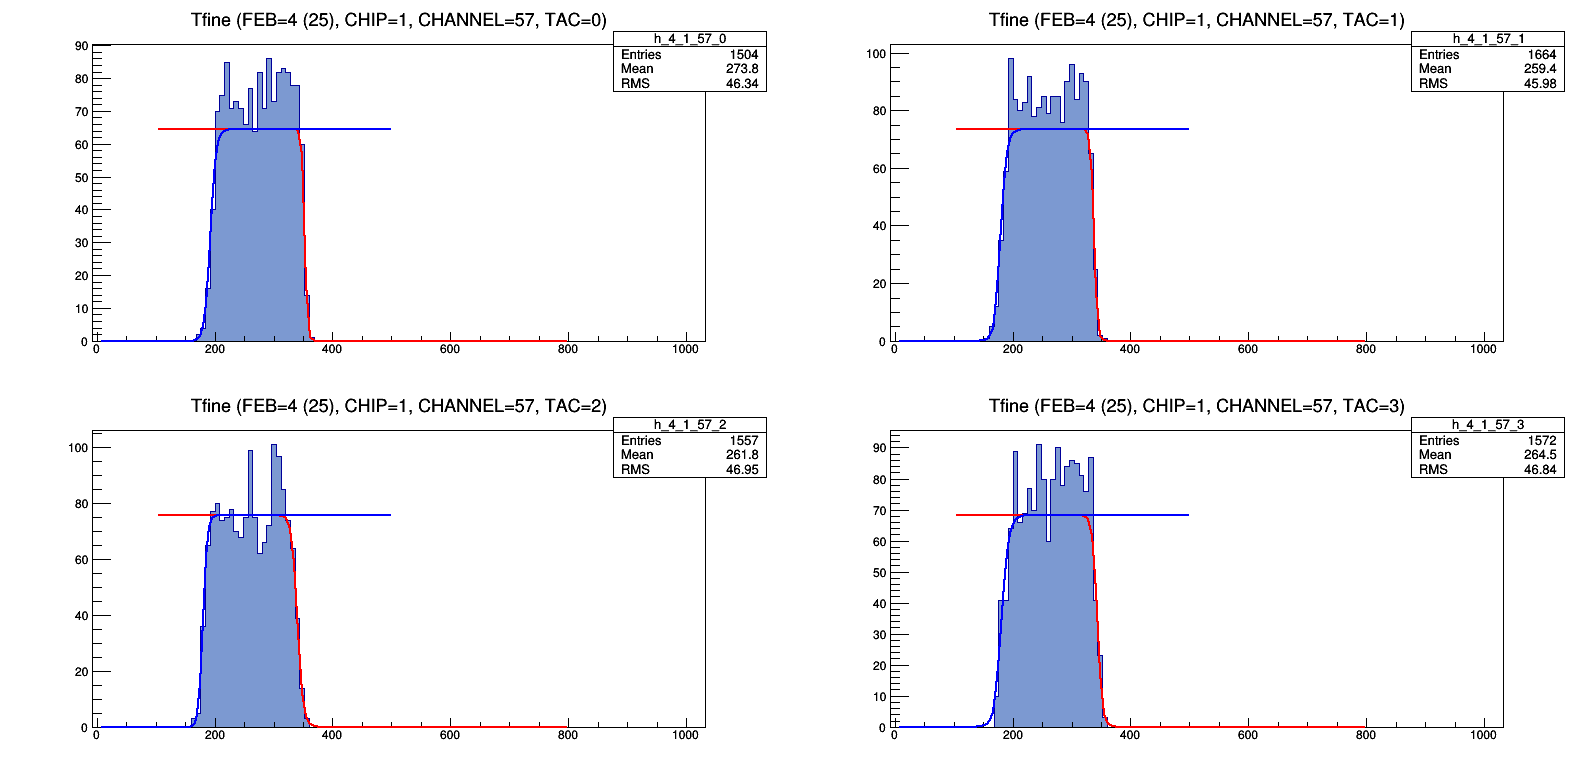 Tfine (FEB=4 (25), CHIP=1, CHANNEL=57, TAC=0)
h_4_1_57_0
Entries 1504
Mean 273.8
RMS 46.34
90
80
70
60
50
40
30
20
10
0
0 200 400 600 800 1000
Tfine (FEB=4 (25), CHIP=1, CHANNEL=57, TAC=1)
h_4_1_57_1
Entries 1664
Mean 259.4
RMS 45.98
100
80
60
40
20
0
0 200 400 600 800 1000
Tfine (FEB=4 (25), CHIP=1, CHANNEL=57, TAC=2)
h_4_1_57_2
Entries 1557
Mean 261.8
RMS 46.95
100
80
60
40
20
0
0 200 400 600 800 1000
Tfine (FEB=4 (25), CHIP=1, CHANNEL=57, TAC=3)
h_4_1_57_3
Entries 1572
Mean 264.5
RMS 46.84
90
80
70
60
50
40
30
20
10
0
0 200 400 600 800 1000